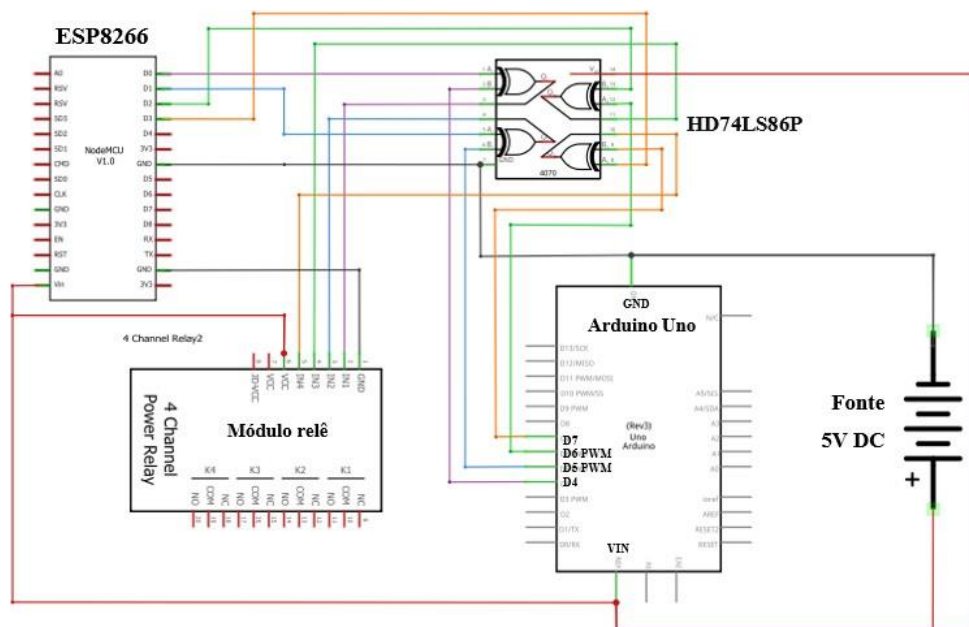 ESP8266
A0
RSV
RSV
SD3
SD2
SD1
CMD
SD0
CLK
GND
3V3
EN
RST
GND
Vin
NodeMCU
V1.0
D0
D1
D2
D3
D4
3V3
GND
D5
D6
D7
D8
RX
TX
GND
3V3
GND
4070
HD74LS86P
4 Channel Relay2
JD-VCC
VCC
VCC
IN4
IN3
IN2
IN1
GND
4 Channel
Power Relay
Módulo relê
K4
K3
K2
K1
NO
COM
NC
NO
COM
NC
NO
COM
NC
NO
COM
NC
GND
Arduino Uno
N/C
D13/SCK
D12/MISO
D11 PWM/MOSI
D10 PWM/SS
D9 PWM
D8
D7
D6 PWM
D5 PWM
D4
D3 PWM
D2
D1/TX
D0/RX
(Rev3)
Uno
Arduino
A5/SCL
A4/SDA
A3
A2
A1
A0
ioref
AREF
RESET2
RESET
VIN
Fonte
5V DC
+